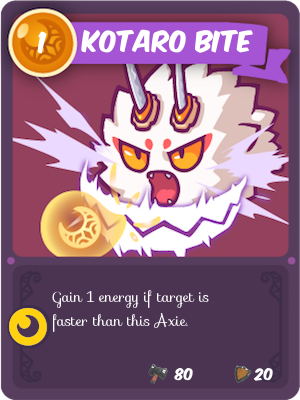 1 KOTARO BITE
Gain 1 energy if target is
faster than this Axie.
80 20